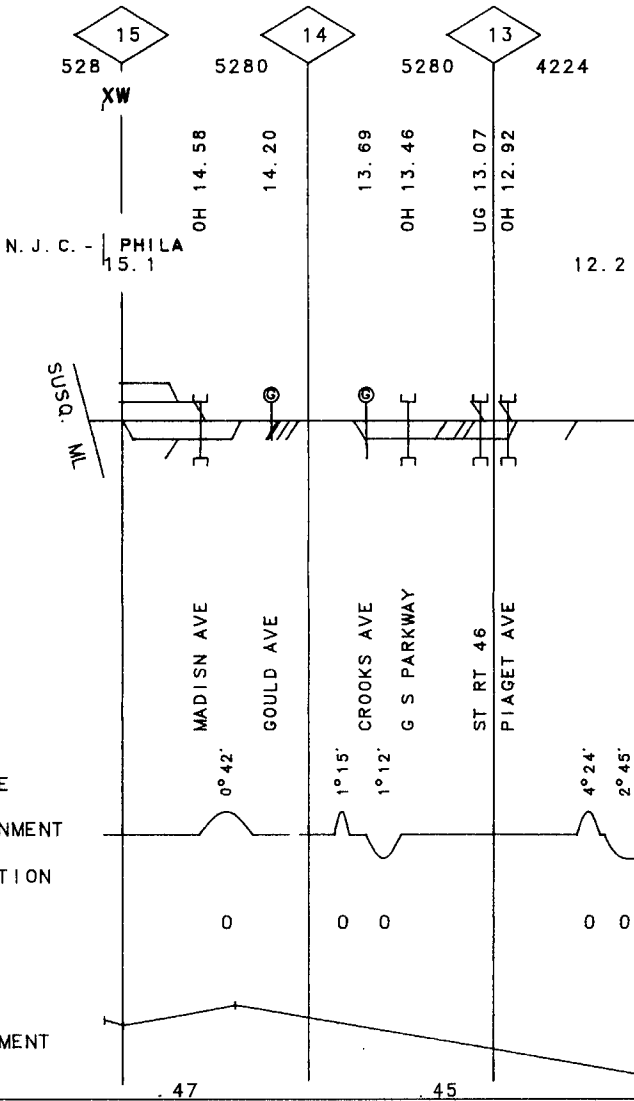 15 14 13
528 5280 5280 4224
XW
OH 14.58
14.20
13.69
OH 13.46
UG 13.07
OH 12.92
N.J.C. - PHILA
15.1
12.2
SUSQ. ML
G G
MADISN AVE
GOULD AVE
CROOKS AVE
G S PARKWAY
ST RT 46
PIAGET AVE
0°42'
1°15'
1°12'
4°24'
2°45'
E
NMENT
TION
0 0 0 0 0
MENT
.47 .45